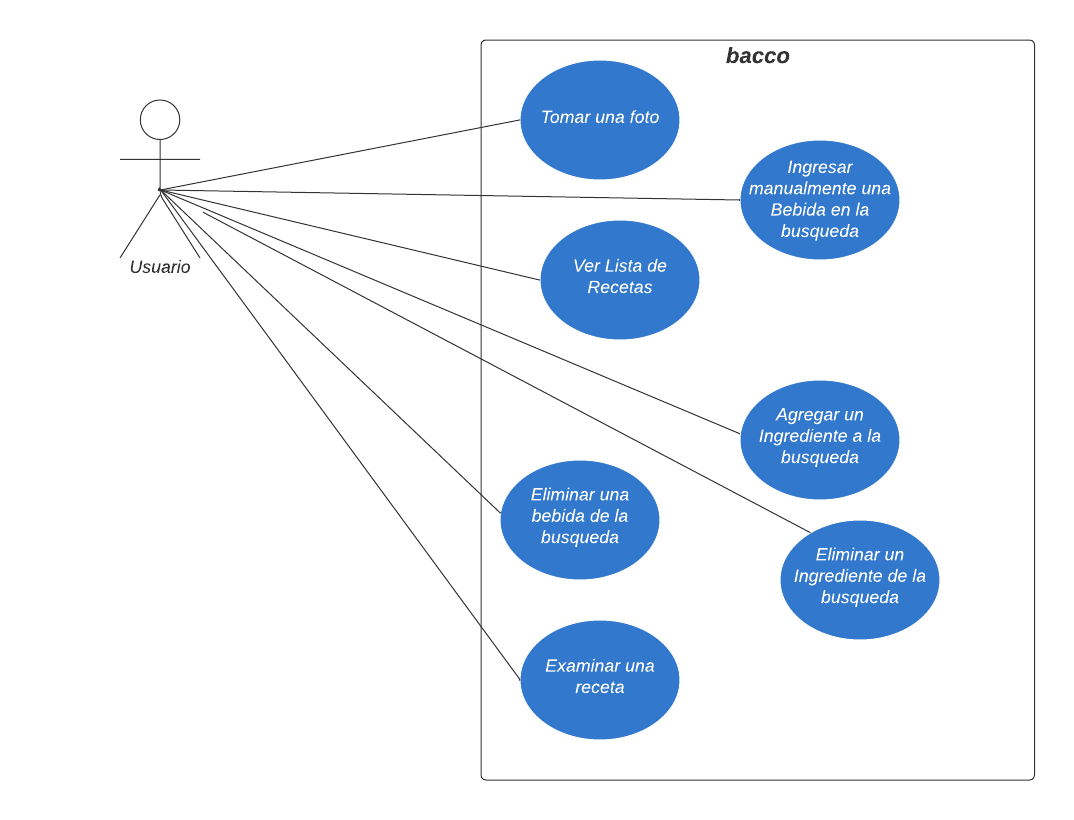 bacco
Tomar una foto
Ingresar
manualmente una
Bebida en la
busqueda
Usuario
Ver Lista de
Recetas
Agregar un
Ingrediente a la
busqueda
Eliminar una
bebida de la
busqueda
Eliminar un
Ingrediente de la
busqueda
Examinar una
receta